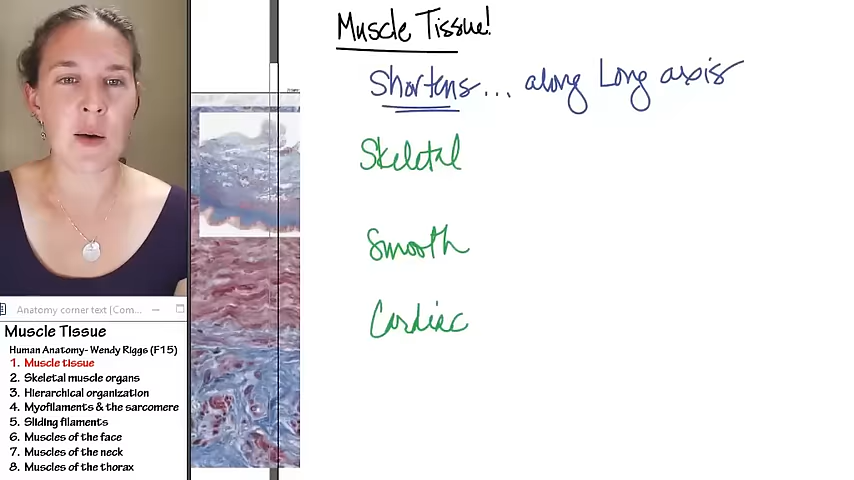 Muscle Tissue!
Shortens... along Long axis
Skeletal
Smooth
Cardiac
Anatomy corner text [Com...
Muscle Tissue
Human Anatomy- Wendy Riggs (F15)
1. Muscle tissue
2. Skeletal muscle organs
3. Hierarchical organization
4. Myofilaments & the sarcomere
5. Sliding filaments
6. Muscles of the face
7. Muscles of the neck
8. Muscles of the thorax